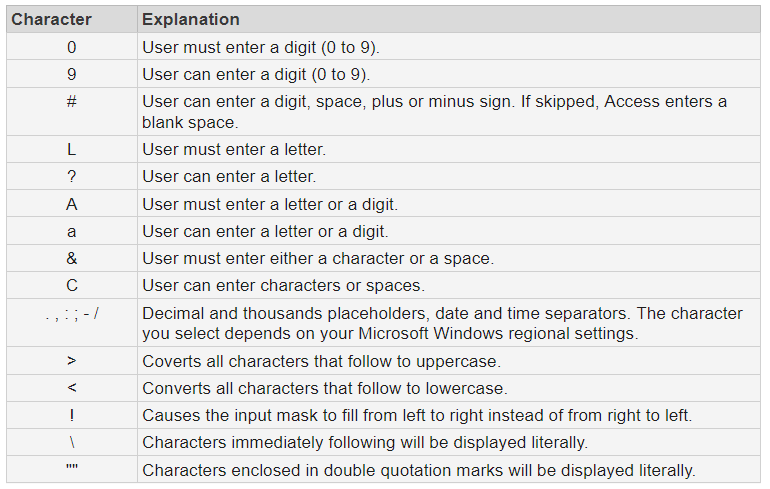 Character Explanation
0 User must enter a digit (0 to 9).
9 User can enter a digit (0 to 9).
# User can enter a digit, space, plus or minus sign. If skipped, Access enters a
blank space.
L User must enter a letter.
? User can enter a letter.
A User must enter a letter or a digit.
a User can enter a letter or a digit.
& User must enter either a character or a space.
C User can enter characters or spaces.
. , : ; - / Decimal and thousands placeholders, date and time separators. The character
you select depends on your Microsoft Windows regional settings.
> Coverts all characters that follow to uppercase.
< Converts all characters that follow to lowercase.
! Causes the input mask to fill from left to right instead of from right to left.
\ Characters immediately following will be displayed literally.
"" Characters enclosed in double quotation marks will be displayed literally.